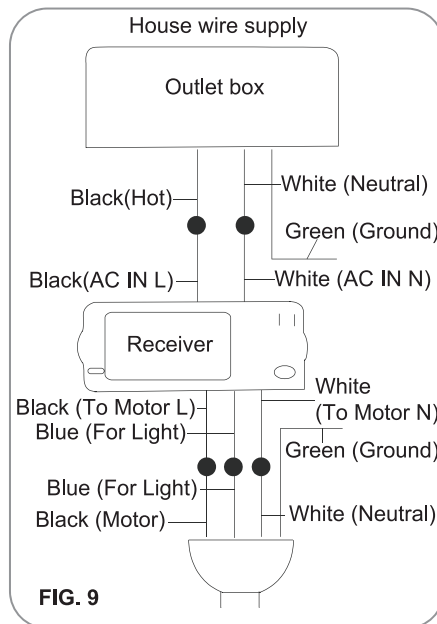 House wire supply
Outlet box
Black(Hot)
White (Neutral)
Green (Ground)
Black(AC IN L)
White (AC IN N)
Receiver
Black (To Motor L)
White
(To Motor N)
Blue (For Light)
Green (Ground)
Blue (For Light)
Black (Motor)
White (Neutral)
FIG. 9